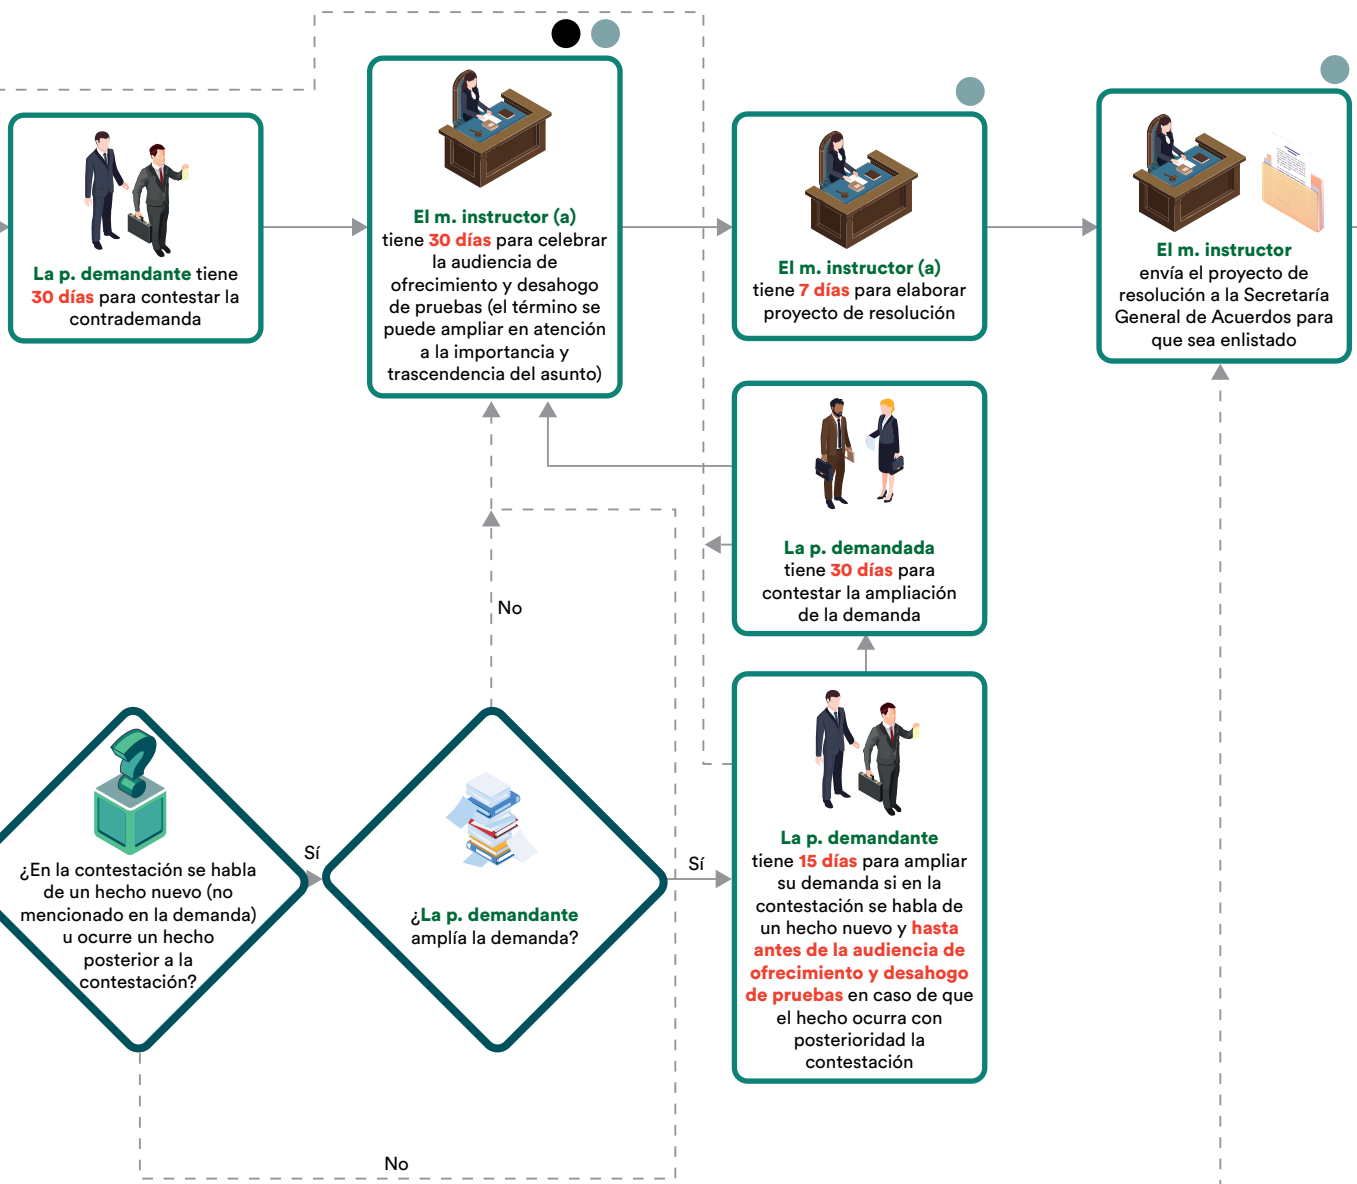 La p. demandante tiene
30 días para contestar la
contrademanda
El m. instructor (a)
tiene 30 días para celebrar
la audiencia de
ofrecimiento y desahogo
de pruebas (el término se
puede ampliar en atención
a la importancia y
trascendencia del asunto)
El m. instructor (a)
tiene 7 días para elaborar
proyecto de resolución
El m. instructor
envía el proyecto de
resolución a la Secretaría
General de Acuerdos para
que sea enlistado
La p. demandada
tiene 30 días para
contestar la ampliación
de la demanda
No
¿En la contestación se habla
de un hecho nuevo (no
mencionado en la demanda)
u ocurre un hecho
posterior a la
contestación?
Sí
¿La p. demandante
amplía la demanda?
Sí
La p. demandante
tiene 15 días para ampliar
su demanda si en la
contestación se habla de
un hecho nuevo y hasta
antes de la audiencia de
ofrecimiento y desahogo
de pruebas en caso de que
el hecho ocurra con
posterioridad la
contestación
No